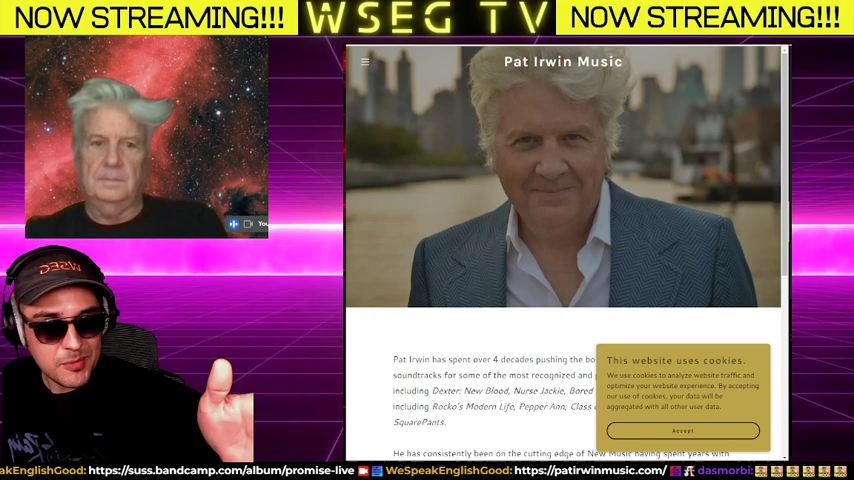 NOW STREAMING!!!
WSEG TV
NOW STREAMING!!!
Pat Irwin Music
You
WSEG
Pat Irwin has spent over 4 decades pushing the bo
soundtracks for some of the most recognized and
including Dexter: New Blood, Nurse Jackie, Bored
including Rocko's Modern Life, Pepper Ann, Class
SquarePants.
He has consistently been on the cutting edge of New Music having spent years with
This website uses cookies.
We use cookies to analyze website traffic and
optimize your website experience. By accepting
our use of cookies, your data will be
aggregated with all other user data.
Accept
eakEnglishGood: https://suss.bandcamp.com/album/promise-live WeSpeakEnglishGood: https://patirwinmusic.com/ dasmorbi: